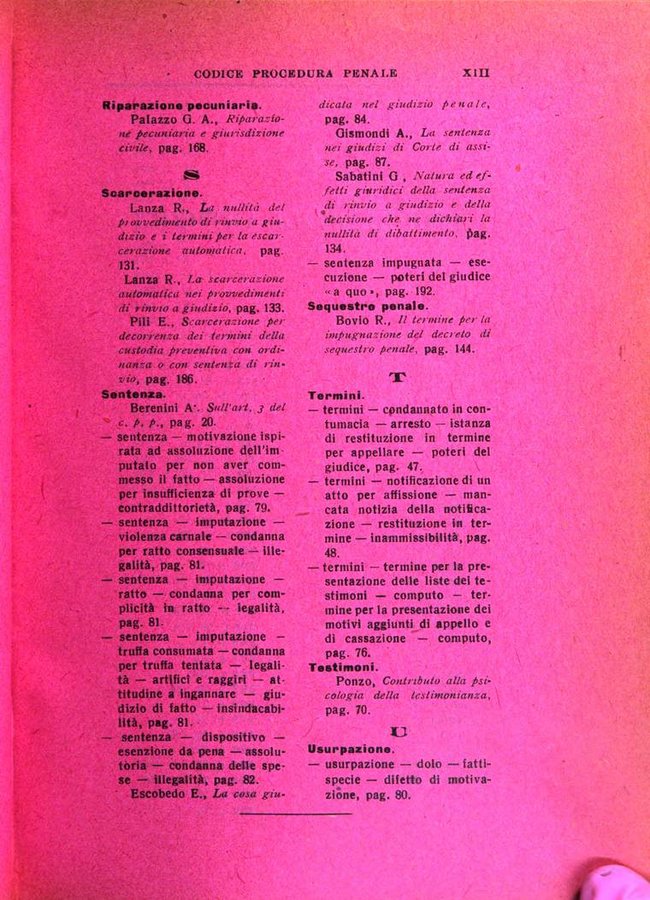 CODICE PROCEDURA PENALE XIII
Riparazione pecuniaria.
Palazzo G. A., Riparazio-
ne pecuniaria e giurisdizione
civile, pag. 168.
S
Scarcerazione.
Lanza R., La nullità del
provvedimento di rinvio a giu-
dizio e i termini per la escar-
cerazione automatica, pag.
131.
Lanza R., La scarcerazione
automatica nei provvedimenti
di rinvio a giudizio, pag. 133.
Pili E., Scarcerazione per
decorrenza dei termini della
custodia preventiva con ordi-
nanza o con sentenza di rin-
vio, pag. 186.
Sentenza.
Berenini A. Sull'art. 3 del
c. p. p., pag. 20.
— sentenza — motivazione ispi
rata ad assoluzione dell'im
putato per non aver com-
messo il fatto — assoluzione
per insufficienza di prove —
contraddittorietà, pag. 79.
— sentenza — imputazione —
violenza carnale — condanna
per ratto consensuale — ille-
galità, pag. 81.
— sentenza — imputazione —
ratto — condanna per com-
plicità in ratto — legalità,
pag. 81.
— sentenza — imputazione —
truffa consumata — condanna
per truffa tentata — legali-
tà — artifici e raggiri — at-
titudine a ingannare — giu-
dizio di fatto — insindacabi-
lità, pag. 81.
— sentenza — dispositivo —
esenzione da pena — assolu-
toria — condanna delle spe-
se — illegalità, pag. 82.
Escobedo E., La cosa giu-
dicata nel giudizio penale,
pag. 84.
Gismondi A., La sentenza
nei giudizi di Corte di assi-
se, pag. 87.
Sabatini G , Natura ed ef-
fetti giuridici della sentenza
di rinvio a giudizio e della
decisione che ne dichiari la
nullità di dibattimento, pag.
134.
— sentenza impugnata — ese-
cuzione — poteri del giudice
« a quo », pag. 192.
Sequestro penale.
Bovio R., Il termine per la
impugnazione del decreto di
sequestro penale, pag. 144.
T
Termini.
— termini — condannato in con-
tumacia — arresto — istanza
di restituzione in termine
per appellare — poteri del
giudice, pag. 47.
— termini — notificazione di un
atto per affissione — man-
cata notizia della notifica-
zione — restituzione in ter-
mine — inammissibilità, pag.
48.
— termini — termine per la pre-
sentazione delle liste dei te-
stimoni — computo — ter-
mine per la presentazione dei
motivi aggiunti di appello e
di cassazione — computo,
pag. 76.
Testimoni.
Ponzo, Contributo alla psi-
cologia della testimonianza,
pag. 70.
U
Usurpazione.
— usurpazione — dolo — fatti-
specie — difetto di motiva-
zione, pag. 80.